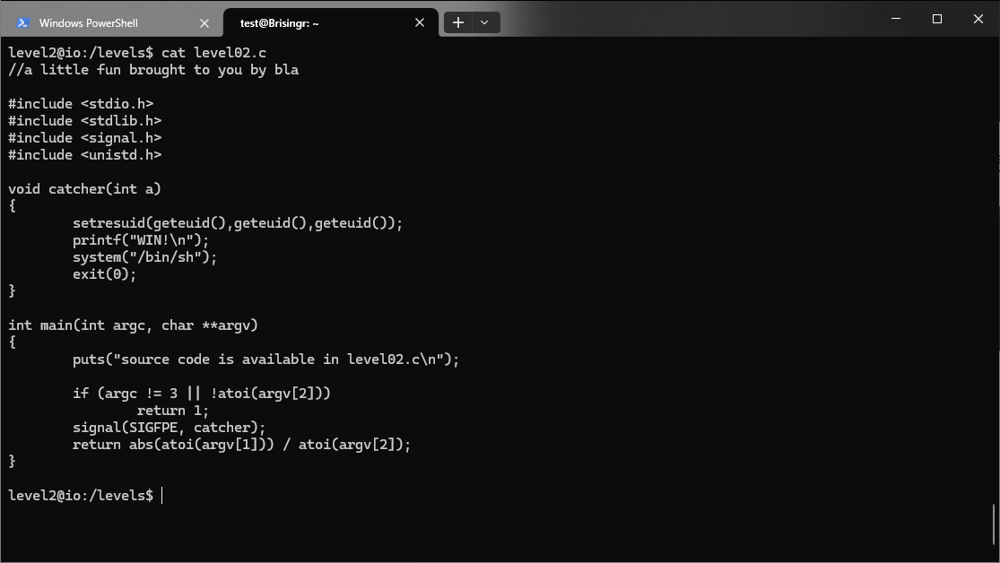 Windows PowerShell
test@Brisingr: ~
level2@io:/levels$ cat level02.c
//a little fun brought to you by bla
#include <stdio.h>
#include <stdlib.h>
#include <signal.h>
#include <unistd.h>
void catcher(int a)
{
        setresuid(geteuid(),geteuid(),geteuid());
        printf("WIN!\n");
        system("/bin/sh");
        exit(0);
}
int main(int argc, char **argv)
{
        puts("source code is available in level02.c\n");
        if (argc != 3 || !atoi(argv[2]))
                return 1;
        signal(SIGFPE, catcher);
        return abs(atoi(argv[1])) / atoi(argv[2]);
}
level2@io:/levels$